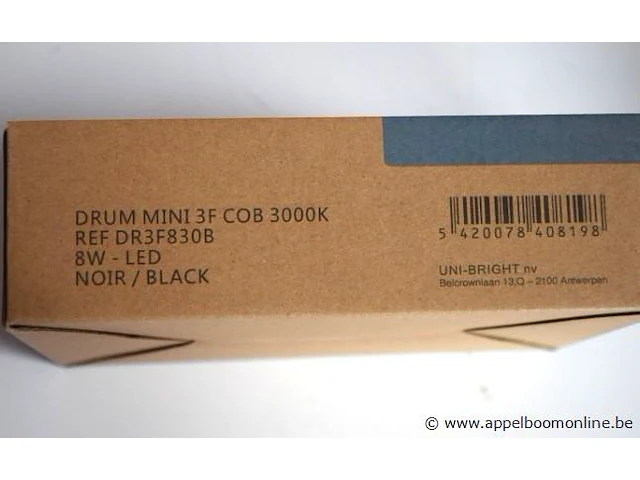 DRUM MINI 3F COB 3000K
REF DR3F830B
8W - LED
NOIR / BLACK
5 420078 408198
UNI-BRIGHT nv
Belcrownlaan 13 Q – 2100 Antwerpen
© www.appelboomonline.be